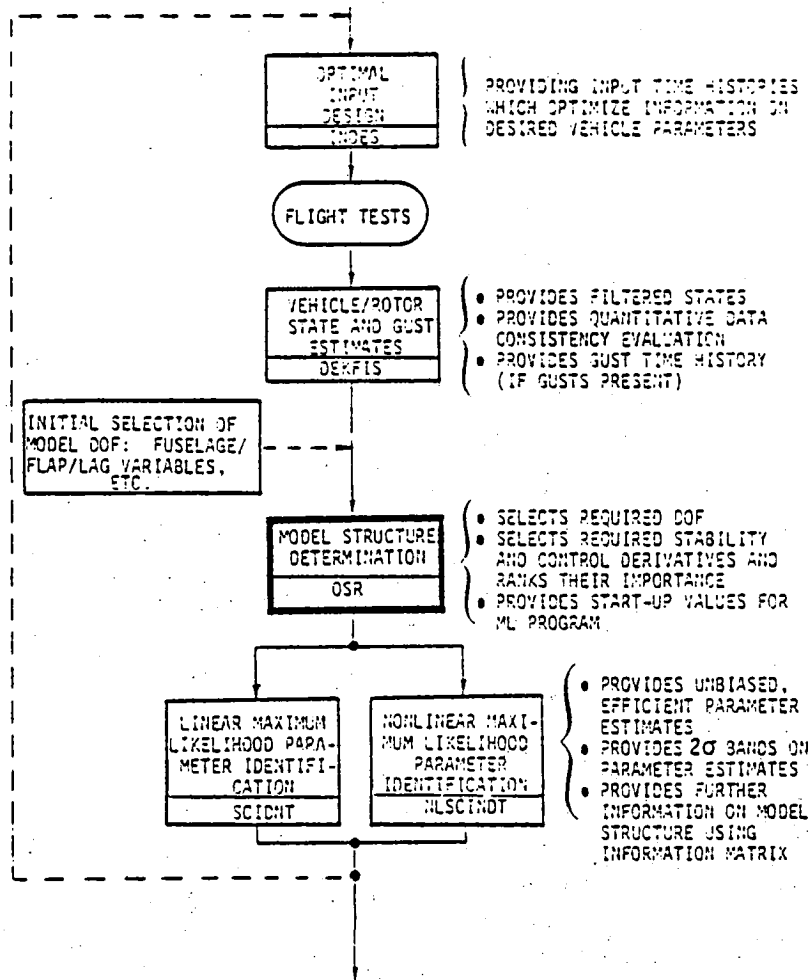 OPTIMAL
INPUT
DESIGN
INDES
PROVIDING INPUT TIME HISTORIES
WHICH OPTIMIZE INFORMATION ON
DESIRED VEHICLE PARAMETERS
FLIGHT TESTS
VEHICLE/ROTOR
STATE AND GUST
ESTIMATES
DEKFIS
• PROVIDES FILTERED STATES
• PROVIDES QUANTITATIVE DATA
CONSISTENCY EVALUATION
• PROVIDES GUST TIME HISTORY
(IF GUSTS PRESENT)
INITIAL SELECTION OF
MODEL DOF: FUSELAGE/
FLAP/LAG VARIABLES,
ETC.
MODEL STRUCTURE
DETERMINATION
OSR
• SELECTS REQUIRED DOF
• SELECTS REQUIRED STABILITY
AND CONTROL DERIVATIVES AND
RANKS THEIR IMPORTANCE
• PROVIDES START-UP VALUES FOR
ML PROGRAM
LINEAR MAXIMUM
LIKELIHOOD PARA-
METER IDENTIFI-
CATION
SCIDNT
NONLINEAR MAXI-
MUM LIKELIHOOD
PARAMETER
IDENTIFICATION
NLSCINDT
• PROVIDES UNBIASED,
EFFICIENT PARAMETER
ESTIMATES
• PROVIDES 2σ BANDS ON
PARAMETER ESTIMATES
• PROVIDES FURTHER
INFORMATION ON MODEL
STRUCTURE USING
INFORMATION MATRIX